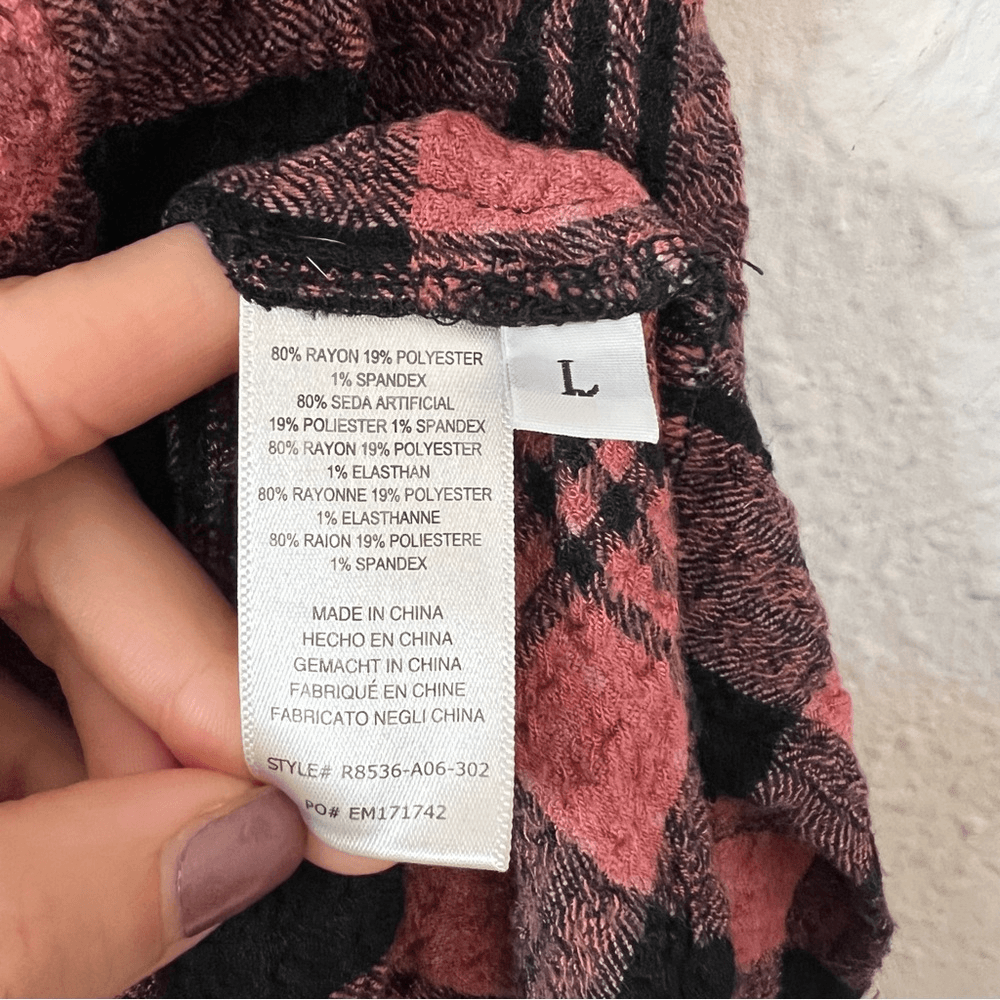 80% RAYON 19% POLYESTER
1% SPANDEX
80% SEDA ARTIFICIAL
19% POLIESTER 1% SPANDEX
80% RAYON 19% POLYESTER
1% ELASTHAN
80% RAYONNE 19% POLYESTER
1% ELASTHANNE
80% RAION 19% POLIESTERE
1% SPANDEX
MADE IN CHINA
HECHO EN CHINA
GEMACHT IN CHINA
FABRIQUÉ EN CHINE
FABRICATO NEGLI CHINA
STYLE# R8536-A06-302
PO# EM171742
L